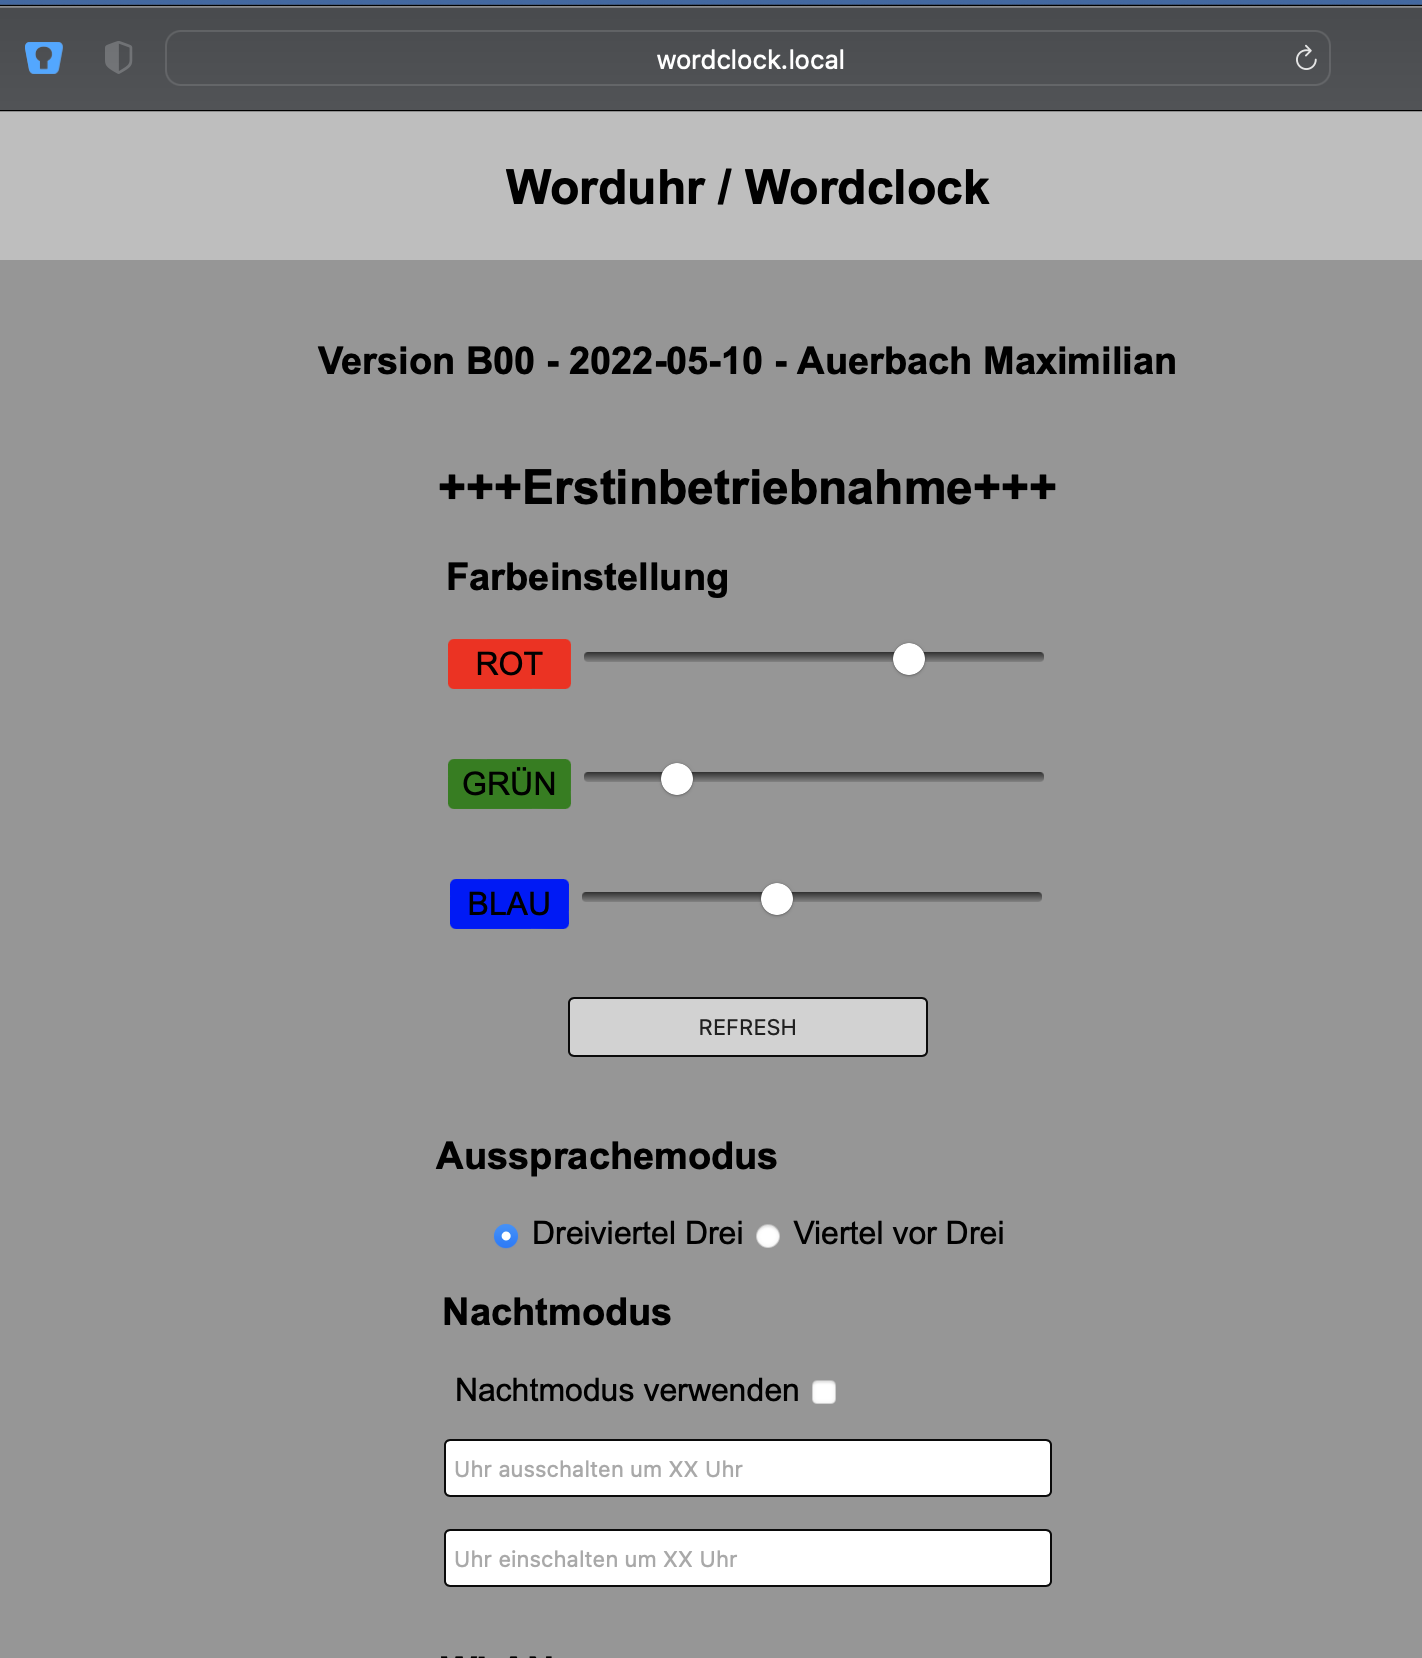 wordclock.local
Worduhr / Wordclock
Version B00 - 2022-05-10 - Auerbach Maximilian
+++Erstinbetriebnahme+++
Farbeinstellung
ROT
GRÜN
BLAU
REFRESH
Aussprachemodus
Dreiviertel Drei Viertel vor Drei
Nachtmodus
Nachtmodus verwenden
Uhr ausschalten um XX Uhr
Uhr einschalten um XX Uhr